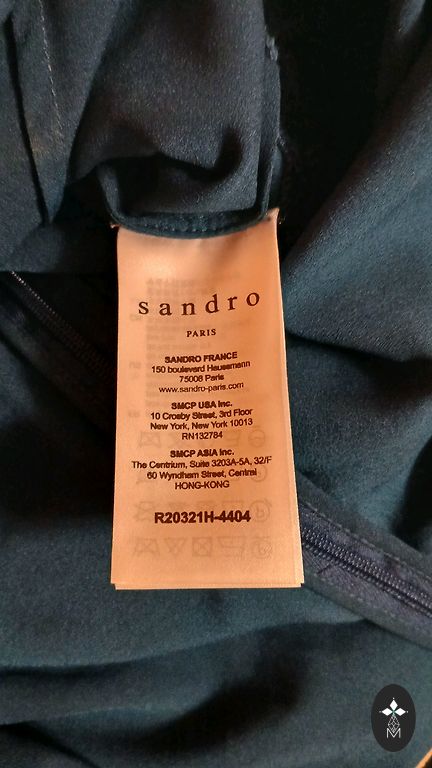 sandro
PARIS
SANDRO FRANCE
150 boulevard Haussmann
75008 Paris
www.sandro-paris.com
SMCP USA Inc.
10 Crosby Street, 3rd Floor
New York, New York 10013
RN132784
SMCP ASIA Inc.
The Centrium, Suite 3203A-5A, 32/F
60 Wyndham Street, Central
HONG-KONG
R20321H-4404
M